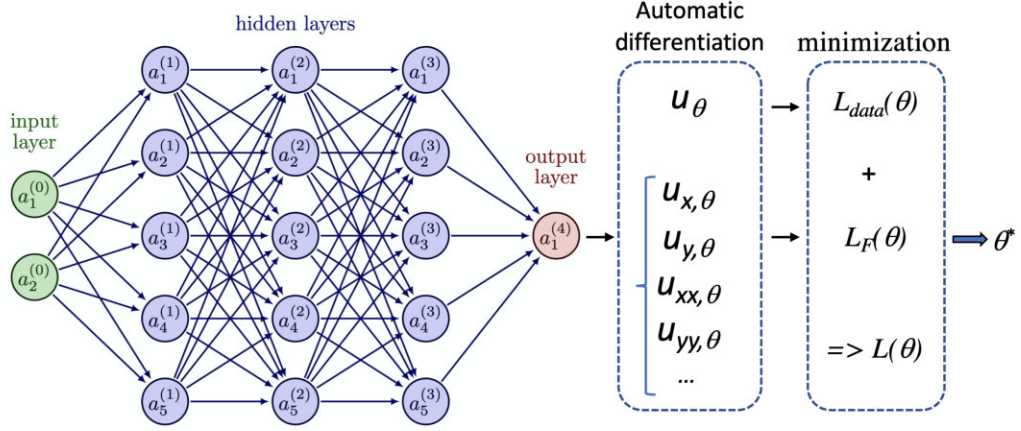 hidden layers
input
layer
a_1^{(0)}
a_2^{(0)}
a_1^{(1)}
a_2^{(1)}
a_3^{(1)}
a_4^{(1)}
a_5^{(1)}
a_1^{(2)}
a_2^{(2)}
a_3^{(2)}
a_4^{(2)}
a_5^{(2)}
a_1^{(3)}
a_2^{(3)}
a_3^{(3)}
a_4^{(3)}
a_5^{(3)}
output
layer
a_1^{(4)}
Automatic
differentiation
u_θ
u_{x,θ}
u_{y,θ}
u_{xx,θ}
u_{yy,θ}
...
minimization
L_{data}(θ)
+
L_F(θ)
=> L(θ)
θ*